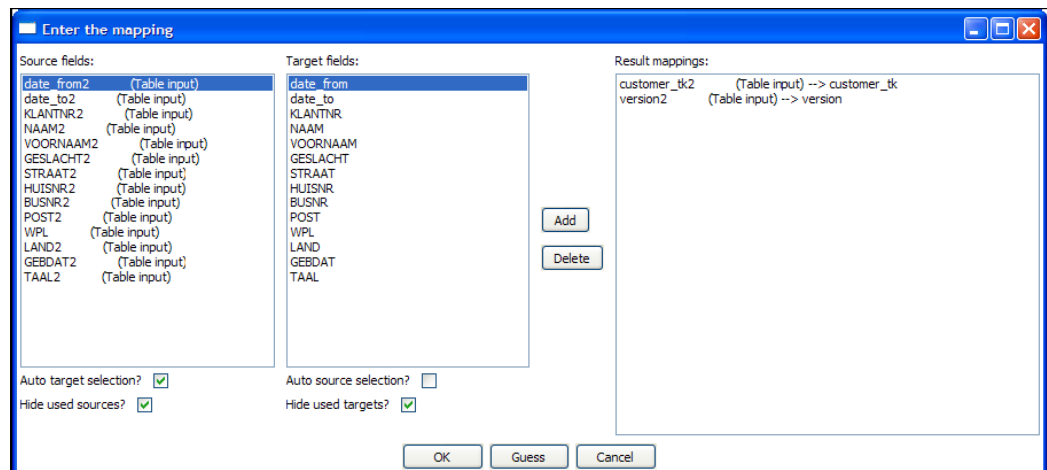 Enter the mapping
Source fields:
date_from2 (Table input)
date_to2 (Table input)
KLANTNR2 (Table input)
NAAM2 (Table input)
VOORNAAM2 (Table input)
GESLACHT2 (Table input)
STRAAT2 (Table input)
HUISNR2 (Table input)
BUSNR2 (Table input)
POST2 (Table input)
WPL (Table input)
LAND2 (Table input)
GEBDAT2 (Table input)
TAAL2 (Table input)
Auto target selection?
Hide used sources?
Target fields:
date_from
date_to
KLANTNR
NAAM
VOORNAAM
GESLACHT
STRAAT
HUISNR
BUSNR
POST
WPL
LAND
GEBDAT
TAAL
Auto source selection?
Hide used targets?
Add
Delete
Result mappings:
customer_tk2 (Table input) --> customer_tk
version2 (Table input) --> version
OK Guess Cancel